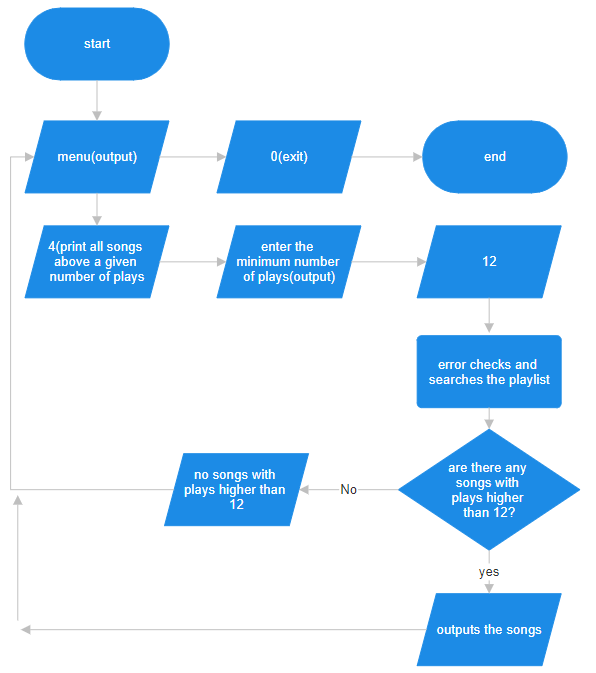 start
menu(output)
0(exit)
end
4(print all songs
above a given
number of plays
enter the
minimum number
of plays(output)
12
error checks and
searches the playlist
are there any
songs with
plays higher
than 12?
No
no songs with
plays higher than
12
yes
outputs the songs